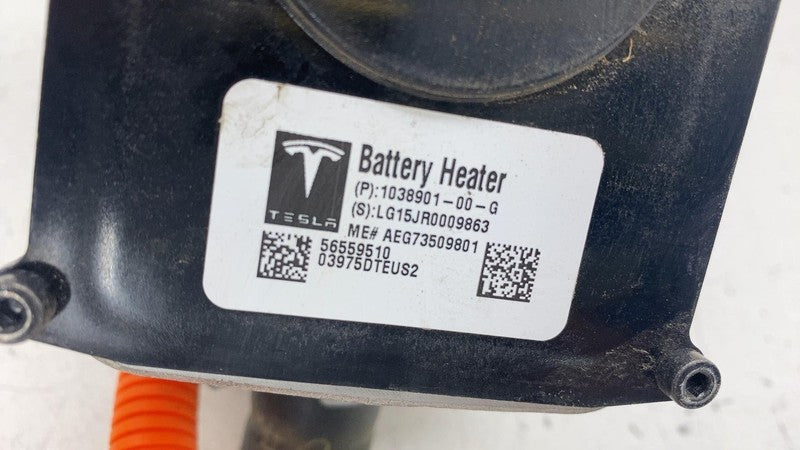 Battery Heater
(P):1038901-00-G
(S):LG15JR0009863
TESLA
ME# AEG73509801
56559510
03975DTEUS2